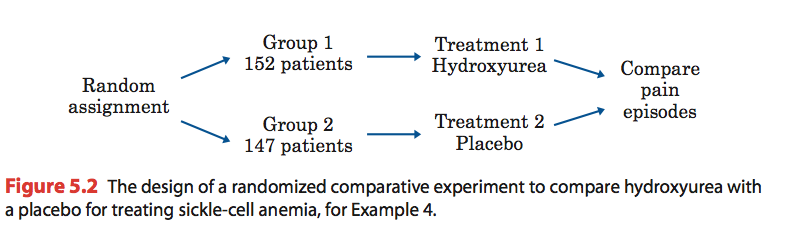 Random
assignment
Group 1
152 patients
Treatment 1
Hydroxyurea
Group 2
147 patients
Treatment 2
Placebo
Compare
pain
episodes
Figure 5.2 The design of a randomized comparative experiment to compare hydroxyurea with
a placebo for treating sickle-cell anemia, for Example 4.